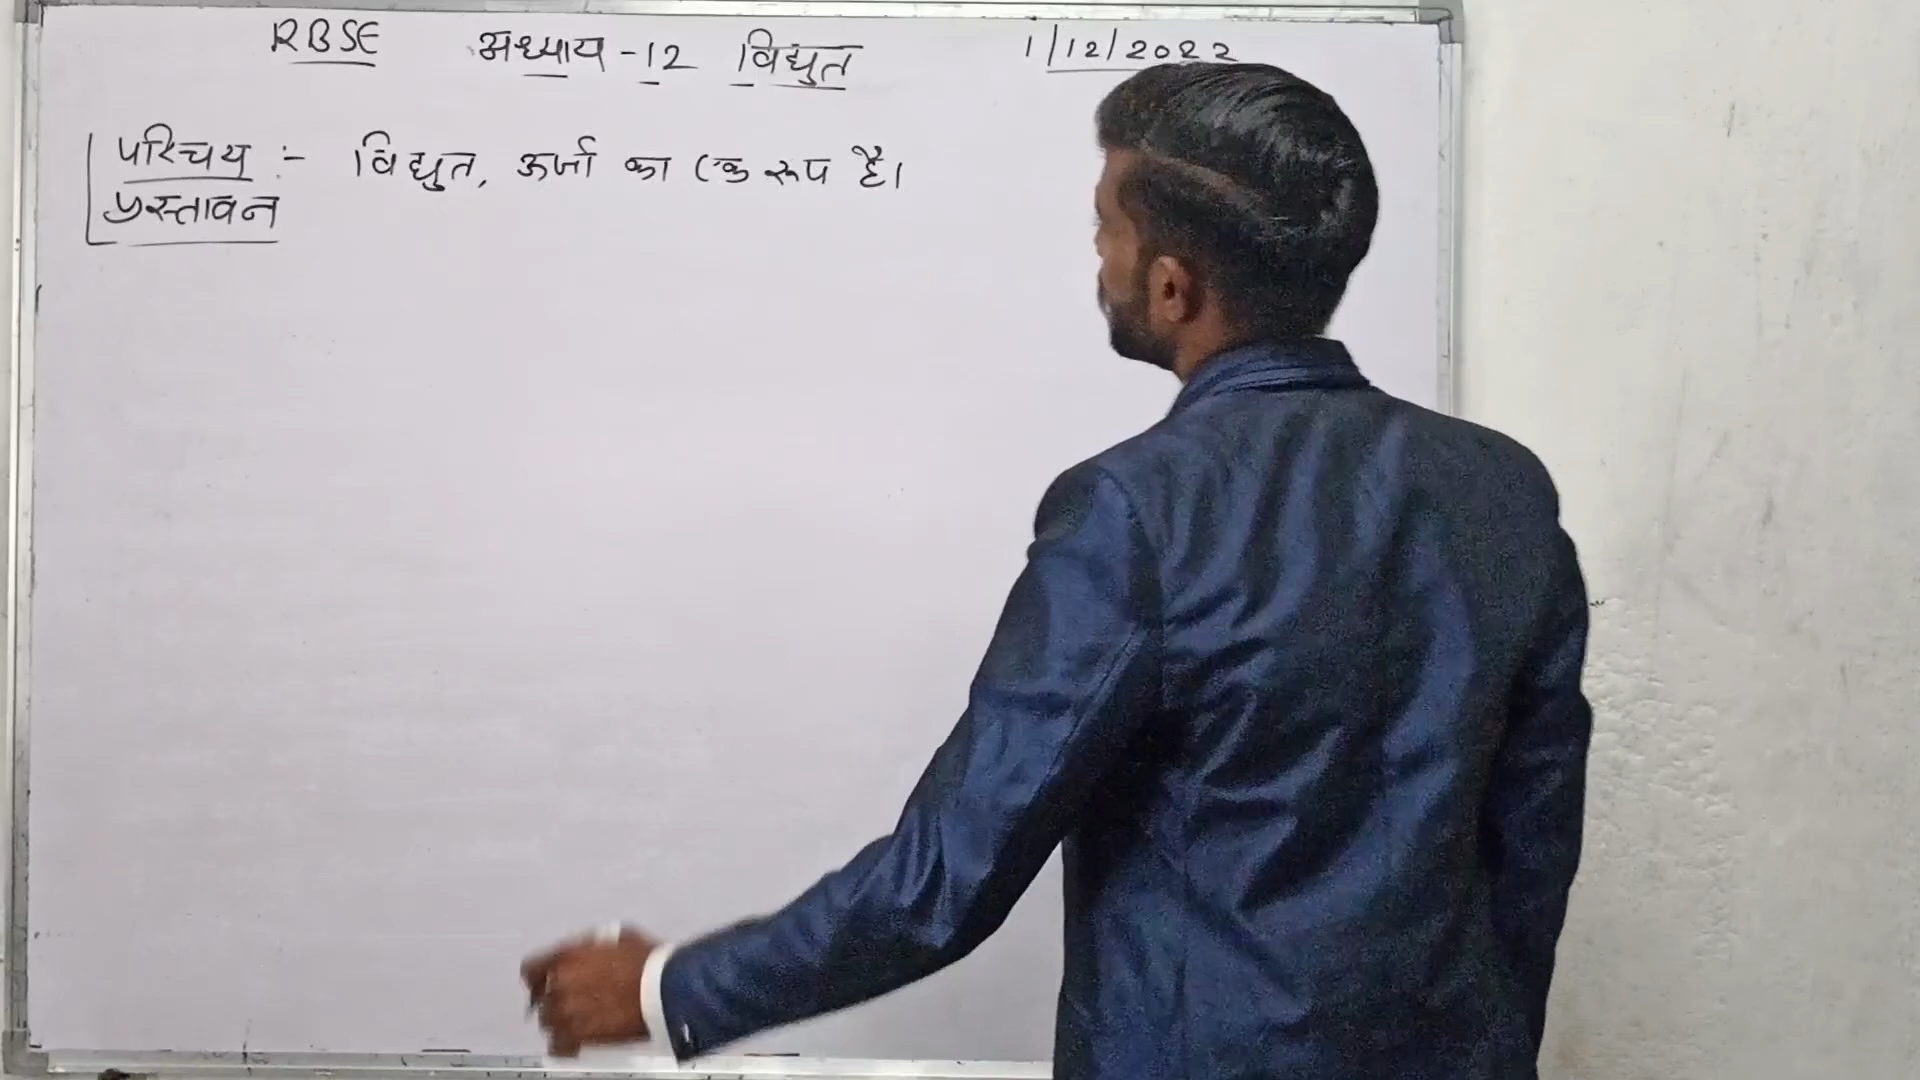 RBSE अध्याय -12 विद्युत 1/12/2022
परिचय :- विद्युत, ऊर्जा का एक रूप है।
प्रस्तावन